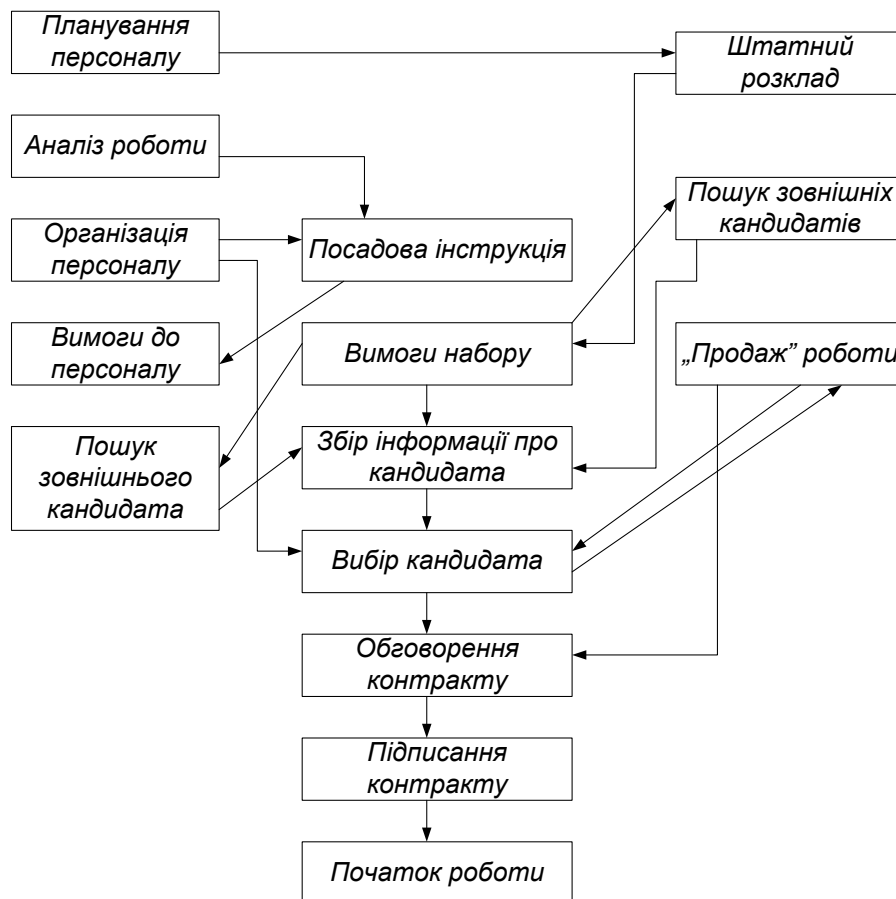 Планування
персоналу
Штатний
розклад
Аналіз роботи
Пошук зовнішніх
кандидатів
Організація
персоналу
Посадова інструкція
Вимоги до
персоналу
Вимоги набору
„Продаж” роботи
Пошук
зовнішнього
кандидата
Збір інформації про
кандидата
Вибір кандидата
Обговорення
контракту
Підписання
контракту
Початок роботи